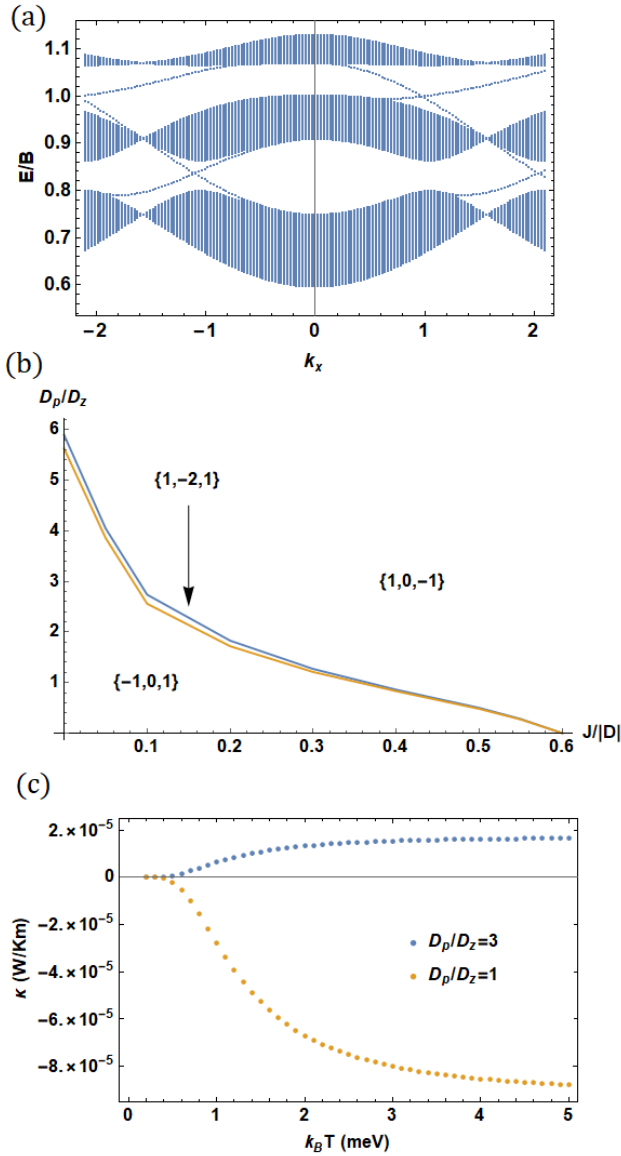 (a)
1.1
1.0
0.9
0.8
0.7
0.6
E/B
−2 −1 0 1 2
k_x
(b)
D_p/D_z
6
5
4
3
2
1
{1,−2,1}
{1,0,−1}
{−1,0,1}
0.1 0.2 0.3 0.4 0.5 0.6
J/|D|
(c)
2.×10⁻⁵
0
−2.×10⁻⁵
−4.×10⁻⁵
−6.×10⁻⁵
−8.×10⁻⁵
κ (W/Km)
D_p/D_z=3
D_p/D_z=1
0 1 2 3 4 5
k_B T (meV)